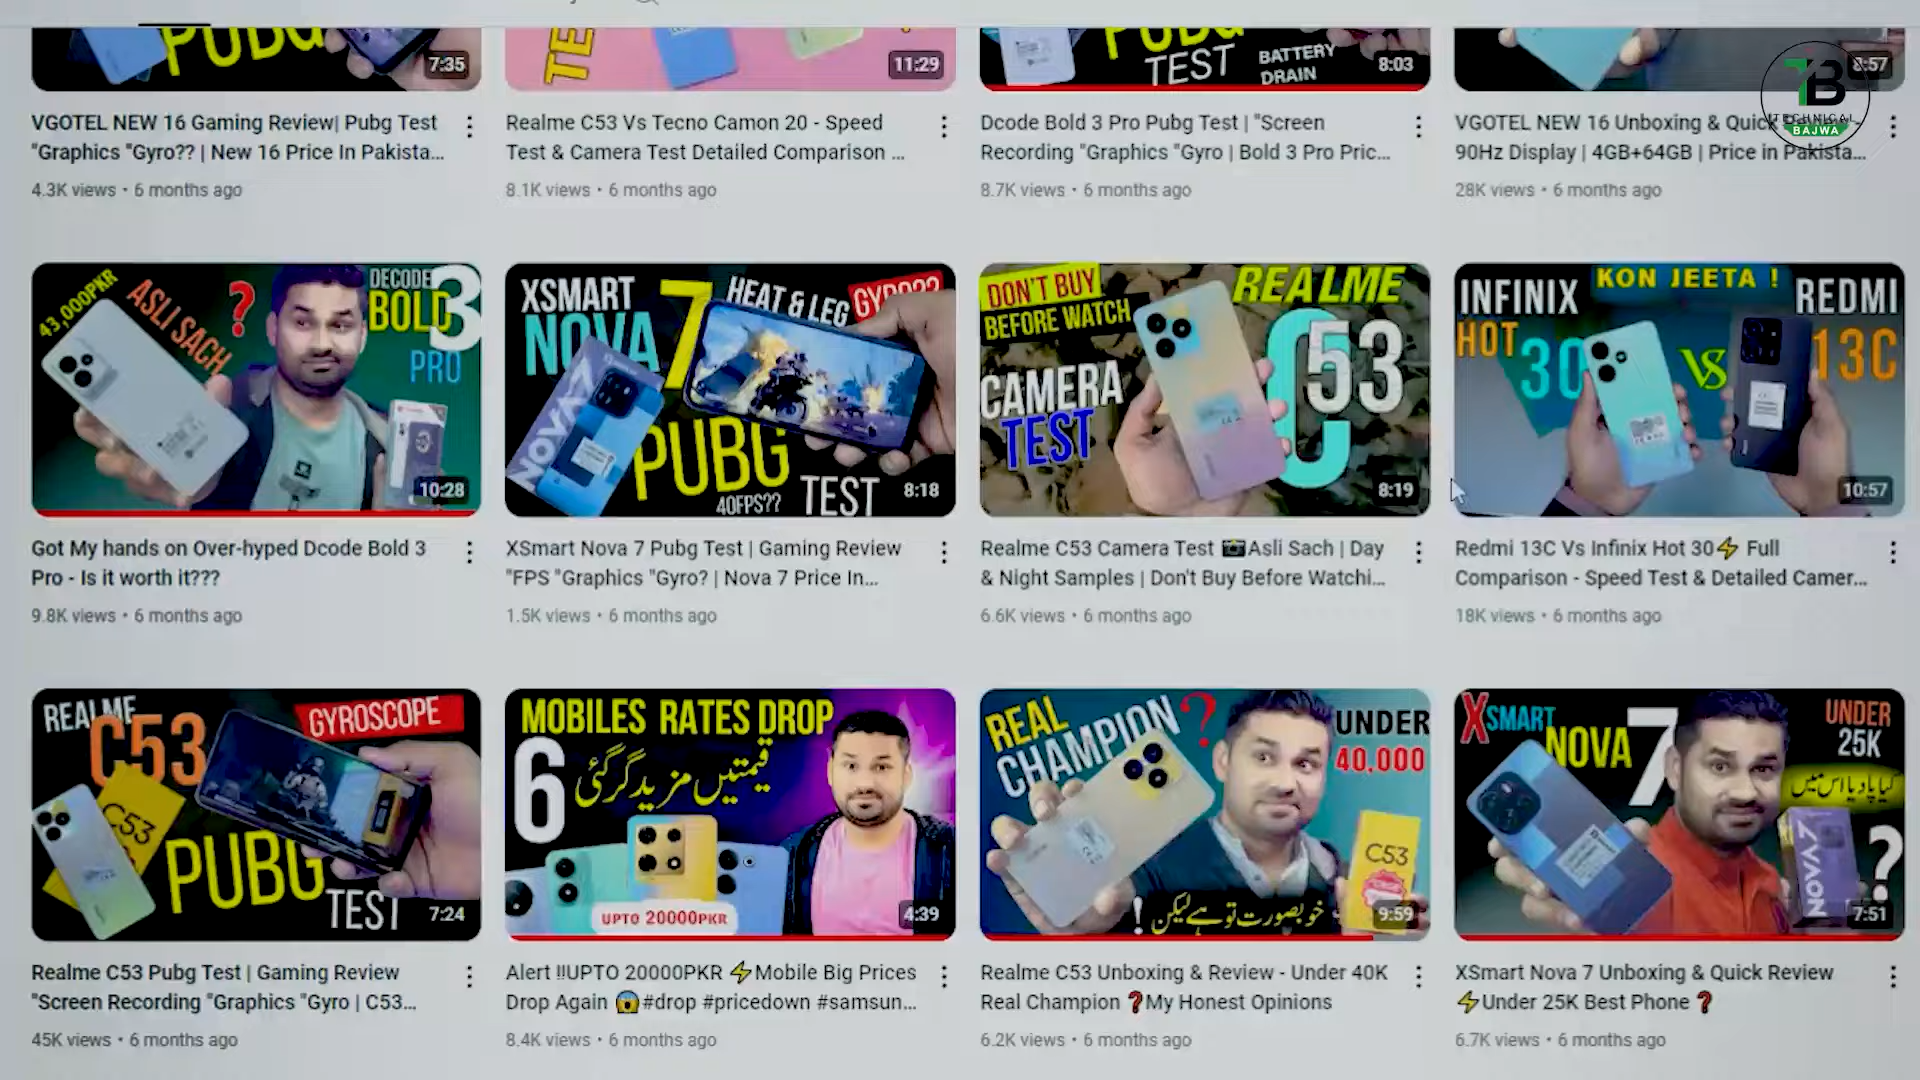 PUBG
7:35
TE
11:29
PUBG
TEST
BATTERY
DRAIN
8:03
8:57
7B
TECHNICAL
BAJWA
VGOTEL NEW 16 Gaming Review| Pubg Test
"Graphics "Gyro?? | New 16 Price In Pakista...
4.3K views • 6 months ago
Realme C53 Vs Tecno Camon 20 - Speed
Test & Camera Test Detailed Comparison ...
8.1K views • 6 months ago
Dcode Bold 3 Pro Pubg Test | "Screen
Recording "Graphics "Gyro | Bold 3 Pro Pric...
8.7K views • 6 months ago
VGOTEL NEW 16 Unboxing & Quick Review -
90Hz Display | 4GB+64GB | Price in Pakista...
28K views • 6 months ago
43,000PKR
ASLI SACH
?
DECODE
BOLD 3
PRO
10:28
XSMART
NOVA 7
HEAT & LEG
GYRO??
NOVA7
PUBG
40FPS??
TEST
8:18
DON'T BUY
BEFORE WATCH
REALME
C53
CAMERA
TEST
8:19
KON JEETA !
INFINIX
HOT 30
VS
REDMI
13C
10:57
Got My hands on Over-hyped Dcode Bold 3
Pro - Is it worth it???
9.8K views • 6 months ago
XSmart Nova 7 Pubg Test | Gaming Review
"FPS "Graphics "Gyro? | Nova 7 Price In...
1.5K views • 6 months ago
Realme C53 Camera Test 📷Asli Sach | Day
& Night Samples | Don't Buy Before Watchi...
6.6K views • 6 months ago
Redmi 13C Vs Infinix Hot 30⚡ Full
Comparison - Speed Test & Detailed Camer...
18K views • 6 months ago
REALME
C53
GYROSCOPE
C53
PUBG
TEST
7:24
MOBILES RATES DROP
6
قیمتیں مزید گر گئی
UPTO 20000PKR
4:39
REAL
CHAMPION ?
UNDER
40,000
C53
خوبصورت تو ہے لیکن !
9:59
XSMART
NOVA 7
UNDER
25K
کیا پا دیا اس میں
NOVA7
?
7:51
Realme C53 Pubg Test | Gaming Review
"Screen Recording "Graphics "Gyro | C53...
45K views • 6 months ago
Alert ‼UPTO 20000PKR ⚡Mobile Big Prices
Drop Again 😱#drop #pricedown #samsun...
8.4K views • 6 months ago
Realme C53 Unboxing & Review - Under 40K
Real Champion ❓My Honest Opinions
6.2K views • 6 months ago
XSmart Nova 7 Unboxing & Quick Review
⚡Under 25K Best Phone ❓
6.7K views • 6 months ago